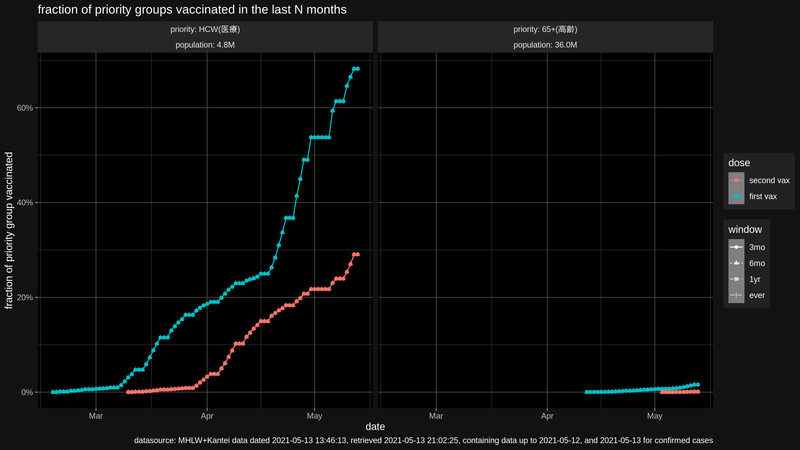 fraction of priority groups vaccinated in the last N months
priority: HCW(医療)
population: 4.8M
priority: 65+(高齢)
population: 36.0M
fraction of priority group vaccinated
60%
40%
20%
0%
Mar
Apr
May
Mar
Apr
May
date
dose
second vax
first vax
window
3mo
6mo
1yr
ever
datasource: MHLW+Kantei data dated 2021-05-13 13:46:13, retrieved 2021-05-13 21:02:25, containing data up to 2021-05-12, and 2021-05-13 for confirmed cases